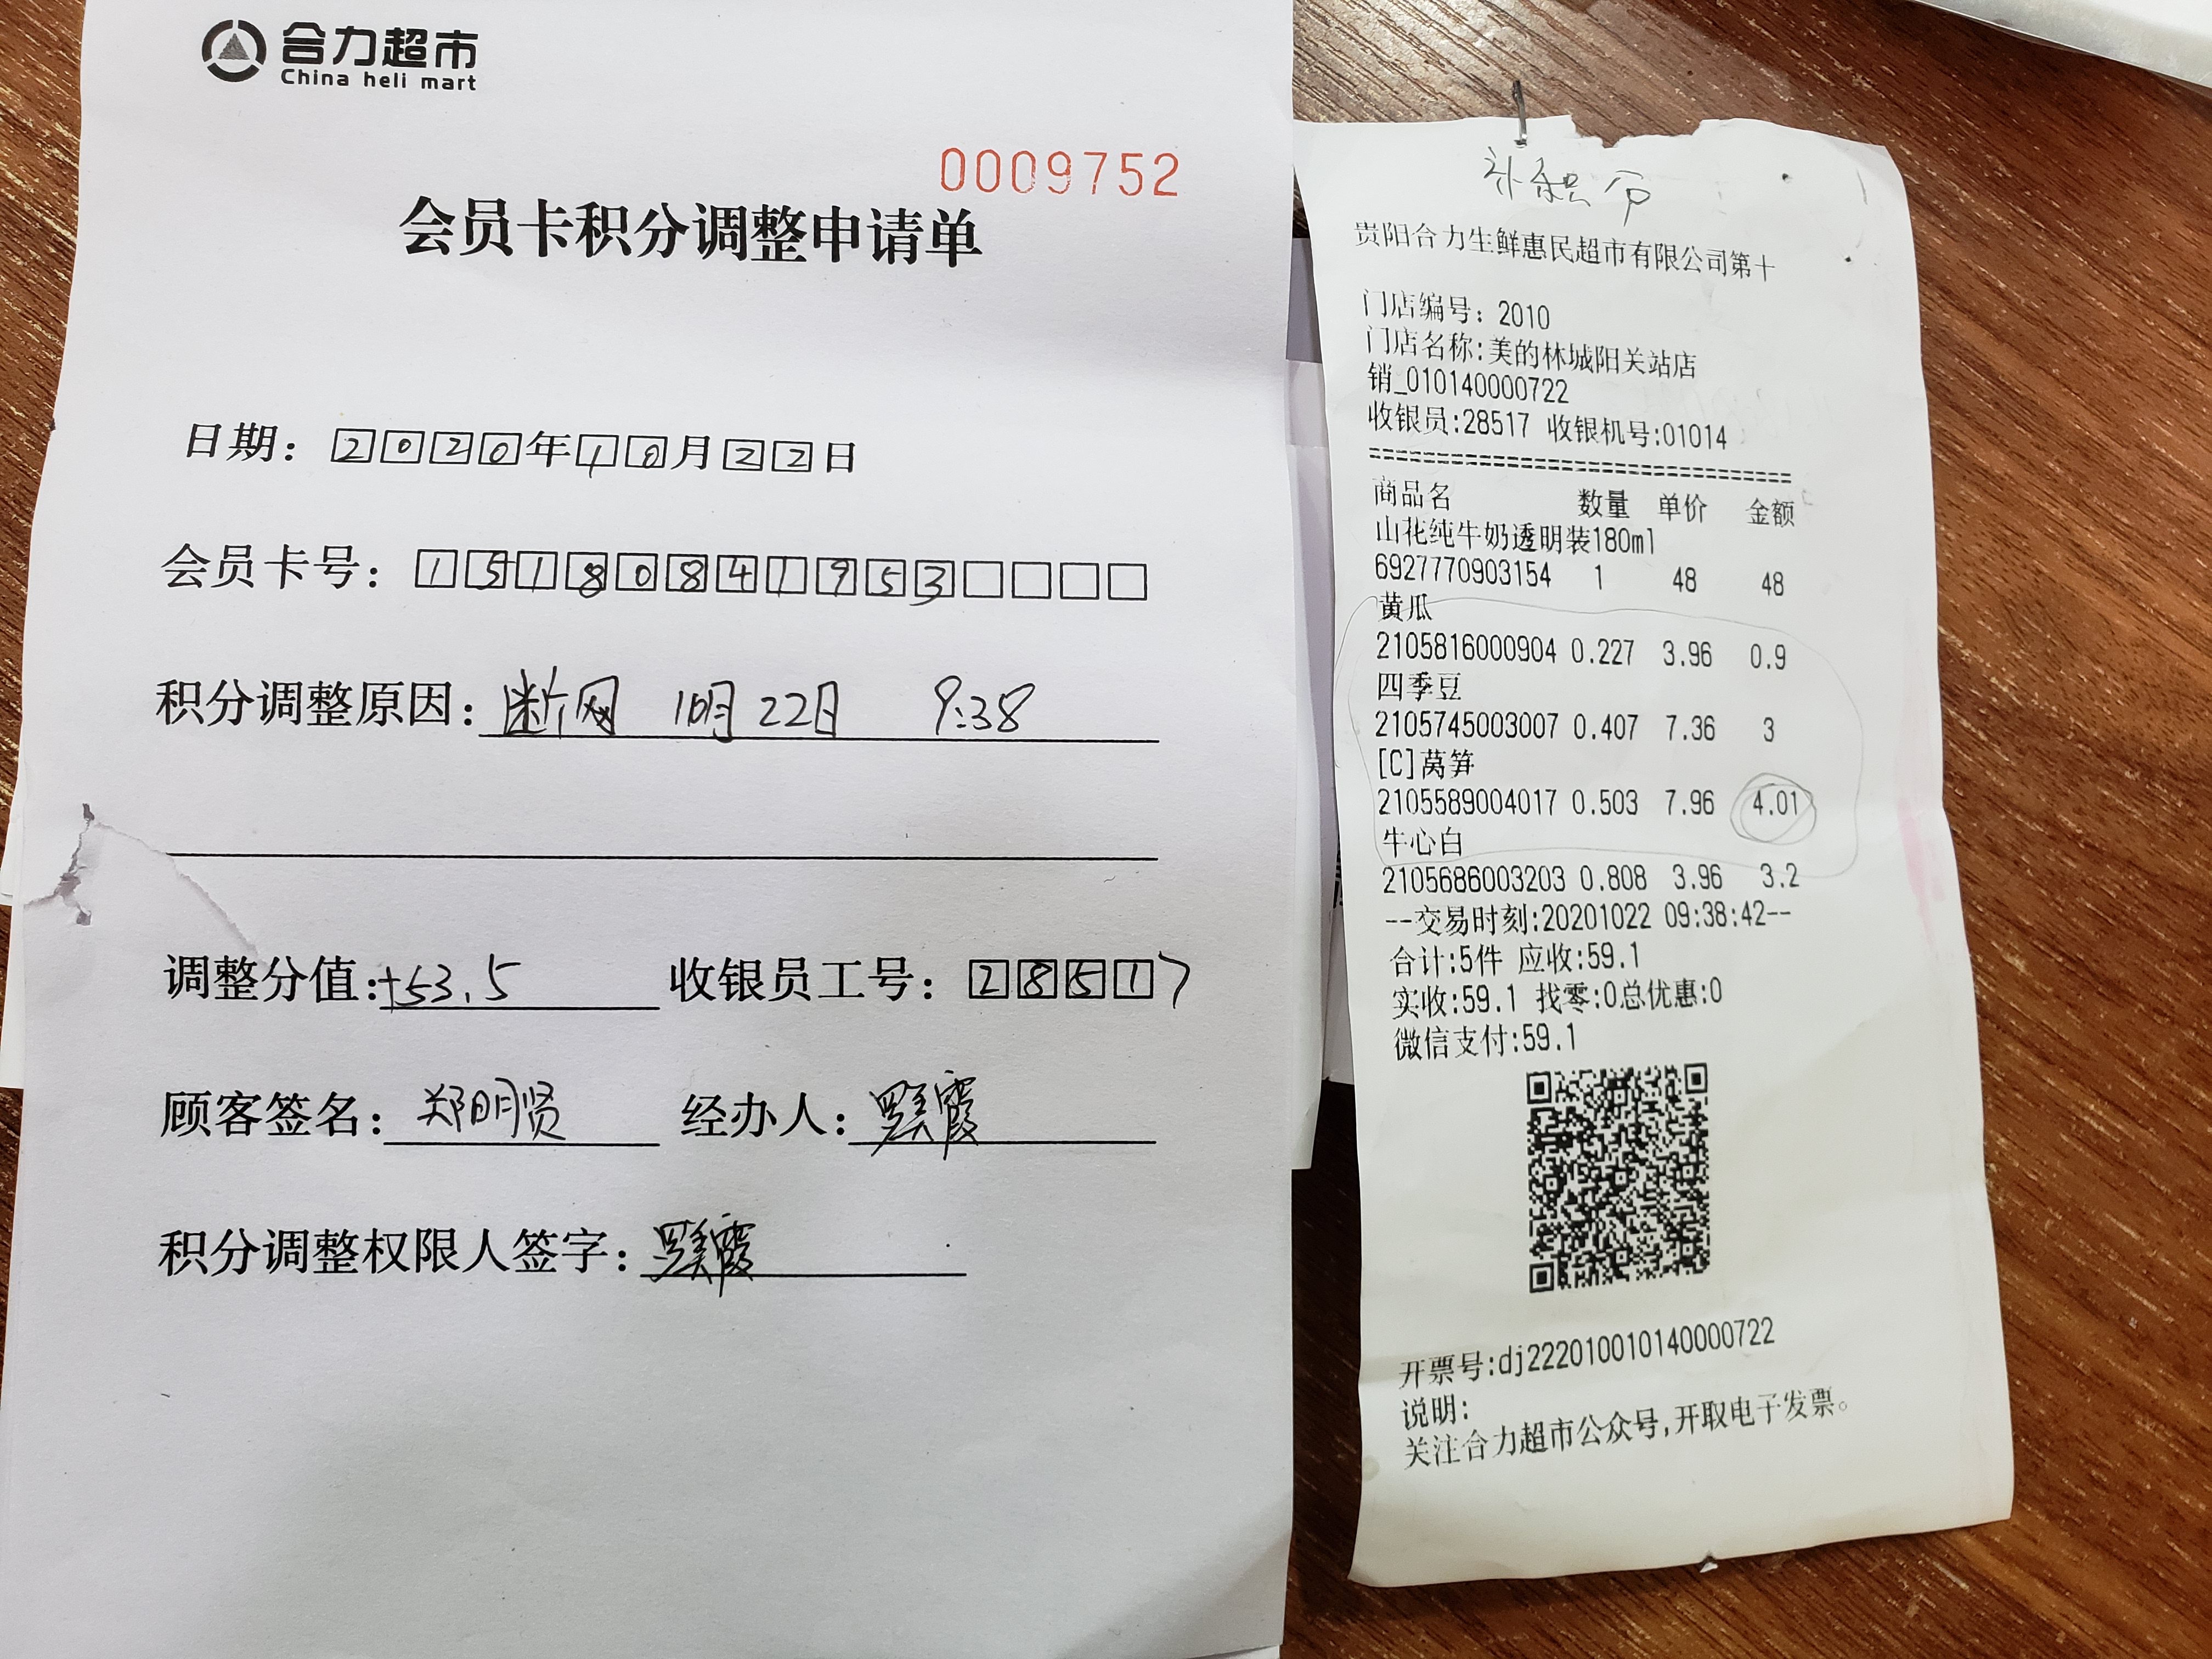 合力超市
China heli mart
0009752
会员卡积分调整申请单
日期：2020年10月22日
会员卡号：15180841953
积分调整原因：断网 10月22日 9:38
调整分值：+53.5 收银员工号：28517
顾客签名：郑明贤 经办人：罗美霞
积分调整权限人签字：罗美霞
补积分
贵阳合力生鲜惠民超市有限公司第十
门店编号：2010
门店名称:美的林城阳关站店
销_010140000722
收银员:28517 收银机号:01014
==============================
商品名 数量 单价 金额
山花纯牛奶透明装180ml
6927770903154 1 48 48
黄瓜
2105816000904 0.227 3.96 0.9
四季豆
2105745003007 0.407 7.36 3
[C]莴笋
2105589004017 0.503 7.96 4.01
牛心白
2105686003203 0.808 3.96 3.2
--交易时刻:20201022 09:38:42--
合计:5件 应收:59.1
实收:59.1 找零:0总优惠:0
微信支付:59.1
开票号:dj222010010140000722
说明:
关注合力超市公众号,开取电子发票。